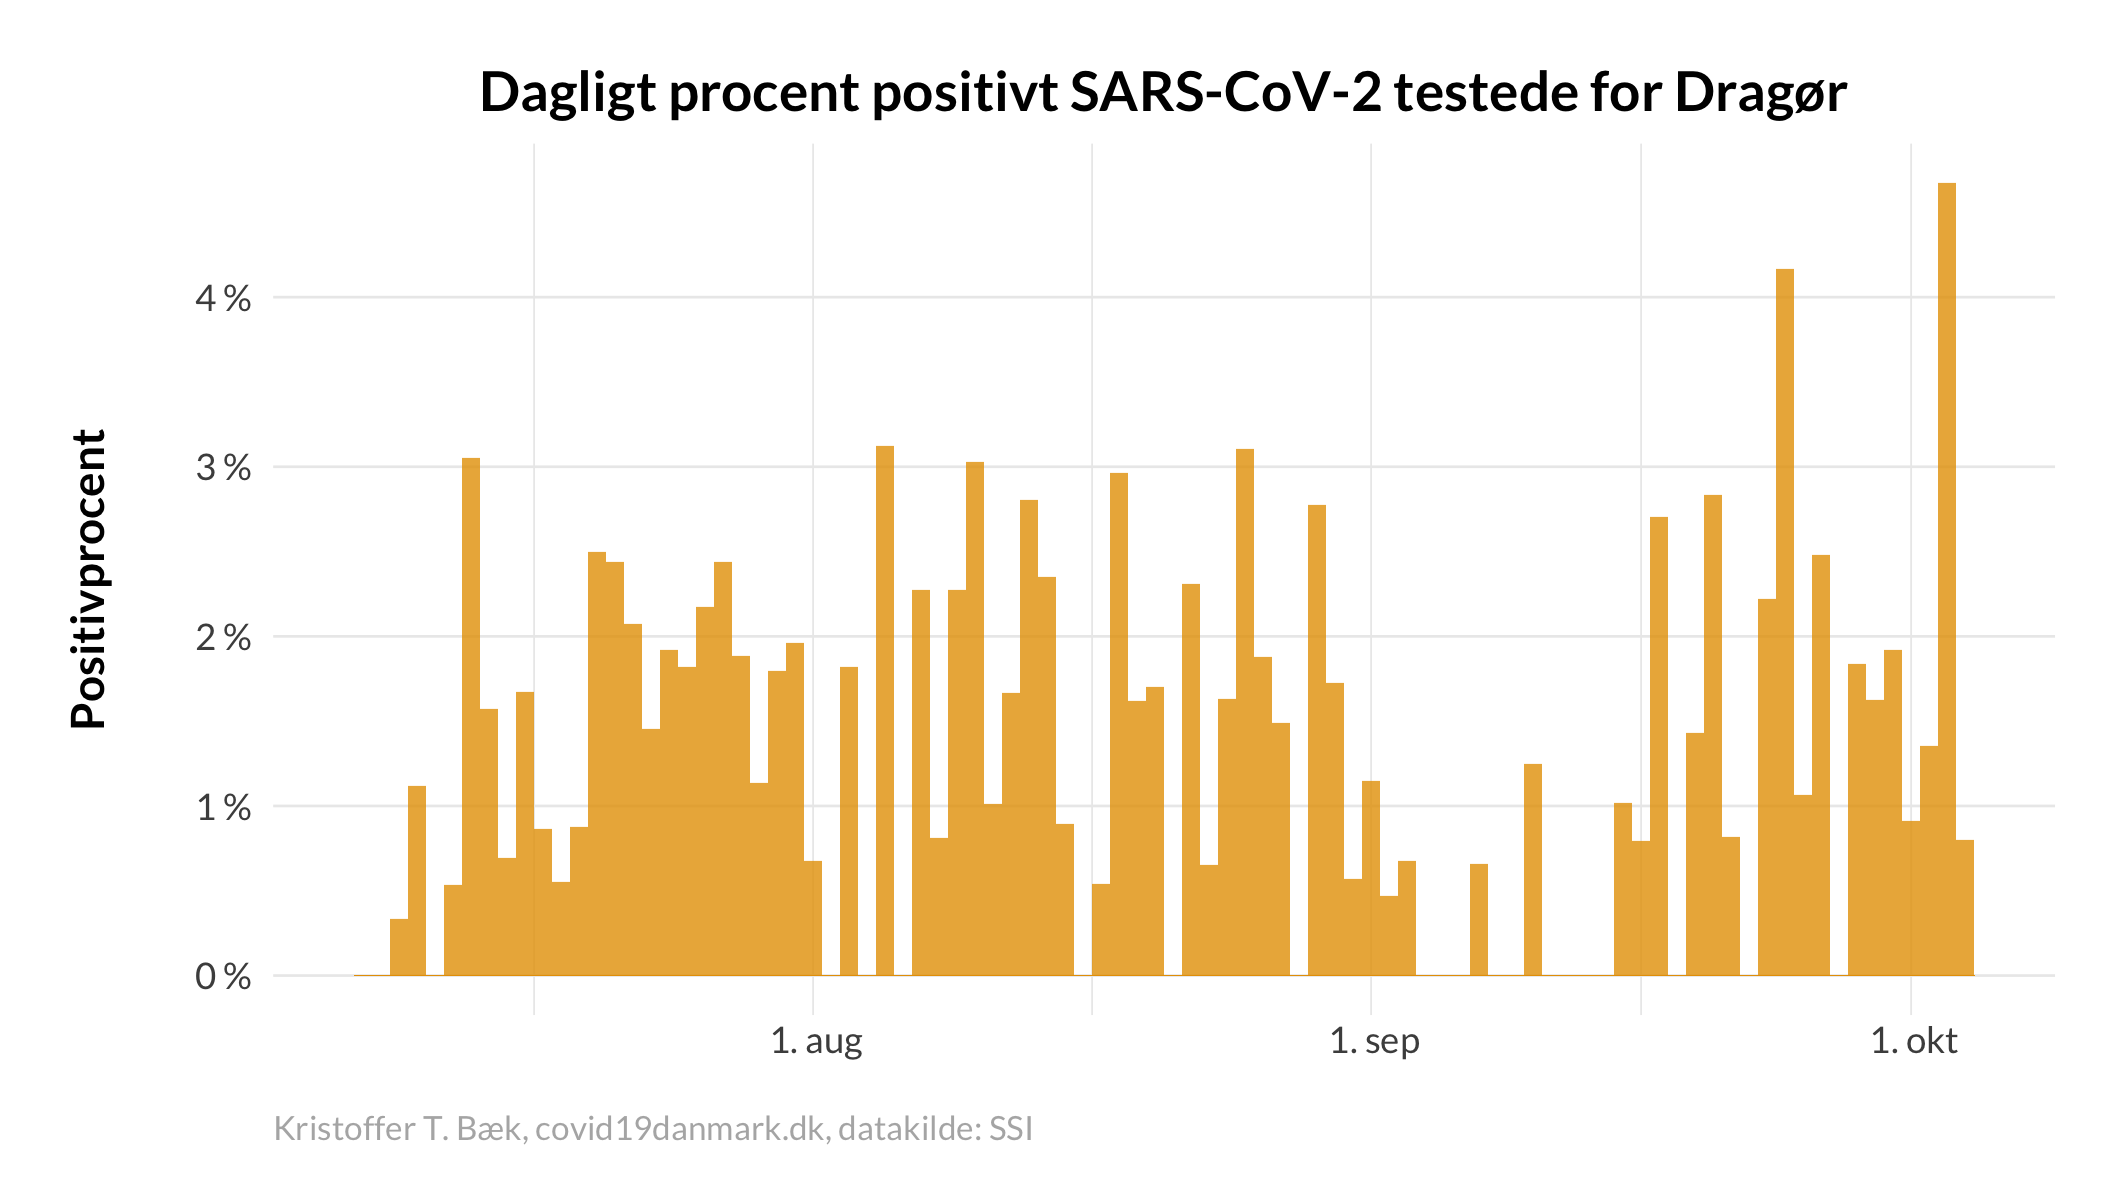 Dagligt procent positivt SARS-CoV-2 testede for Dragør
Positivprocent
4 %
3 %
2 %
1 %
0 %
1. aug
1. sep
1. okt
Kristoffer T. Bæk, covid19danmark.dk, datakilde: SSI